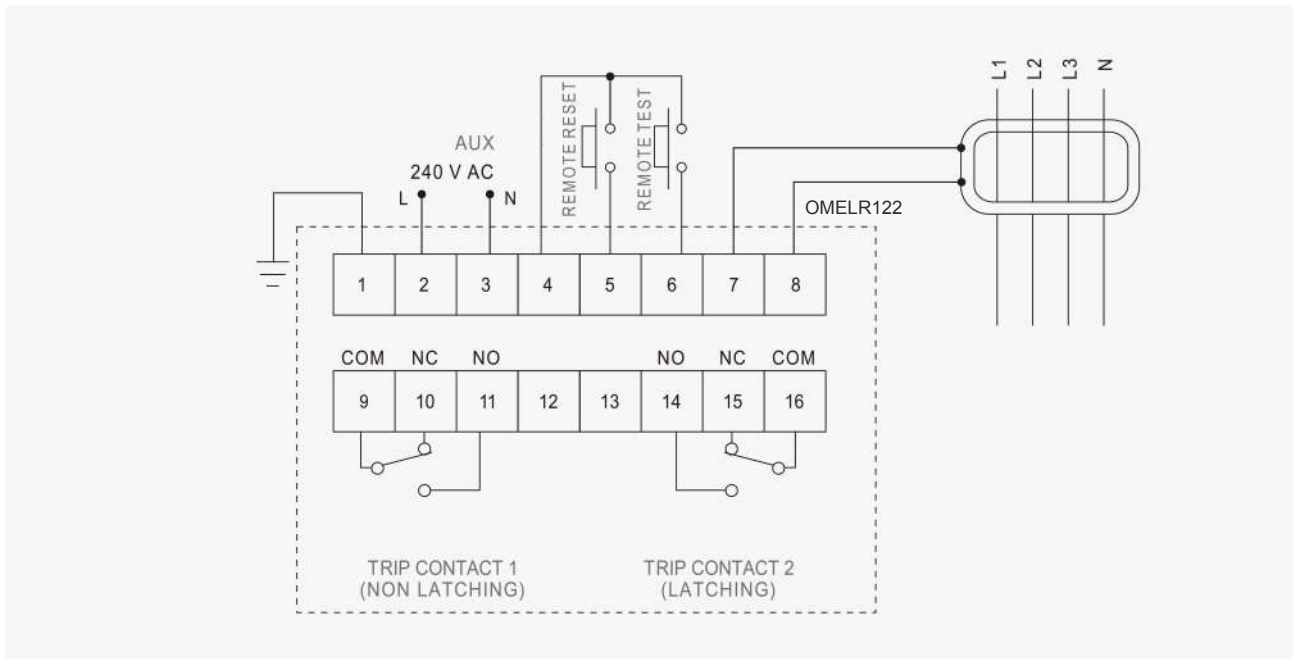 L1
L2
L3
N
AUX
240 V AC
L N
REMOTE RESET
REMOTE TEST
OMELR122
1 2 3 4 5 6 7 8
COM NC NO NO NC COM
9 10 11 12 13 14 15 16
TRIP CONTACT 1
(NON LATCHING)
TRIP CONTACT 2
(LATCHING)